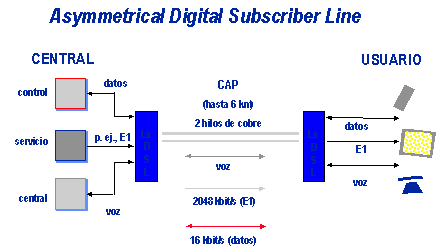 Asymmetrical Digital Subscriber Line
CENTRAL
USUARIO
control
datos
CAP
(hasta 6 kn)
servicio
p. ej., E1
2 hilos de cobre
datos
E1
voz
voz
central
voz
2048 kbit/s (E1)
16 kbit/s (datos)